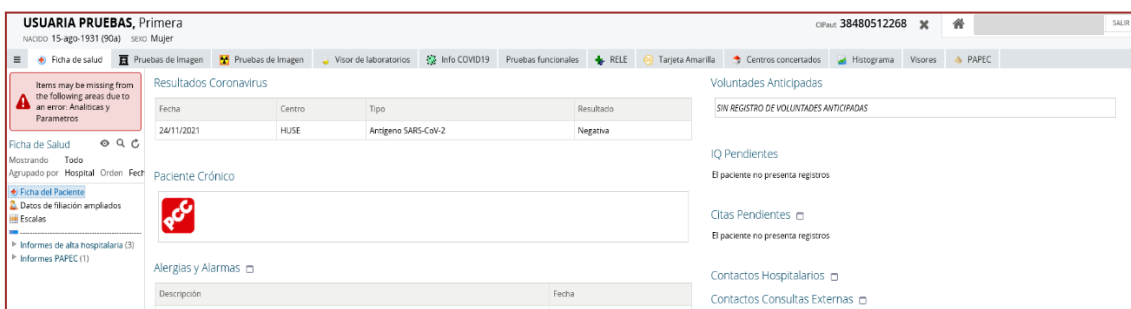 USUARIA PRUEBAS, Primera
NACIDO 15-ago-1931 (90a) SEXO Mujer
CIPaut 38480512268
SALIR
Ficha de salud Pruebas de Imagen Pruebas de Imagen Visor de laboratorios Info COVID19 Pruebas funcionales RELE Tarjeta Amarilla Centros concertados Histograma Visores PAPEC
Items may be missing from
the following areas due to
an error: Analiticas y
Parametros
Ficha de Salud
Mostrando Todo
Agrupado por Hospital Orden Fech
Ficha del Paciente
Datos de filiación ampliados
Escalas
Informes de alta hospitalaria (3)
Informes PAPEC (1)
Resultados Coronavirus
Fecha Centro Tipo Resultado
24/11/2021 HUSE Antígeno SARS-CoV-2 Negativa
Paciente Crónico
PCC
Alergias y Alarmas
Descripción Fecha
Voluntades Anticipadas
SIN REGISTRO DE VOLUNTADES ANTICIPADAS
IQ Pendientes
El paciente no presenta registros
Citas Pendientes
El paciente no presenta registros
Contactos Hospitalarios
Contactos Consultas Externas